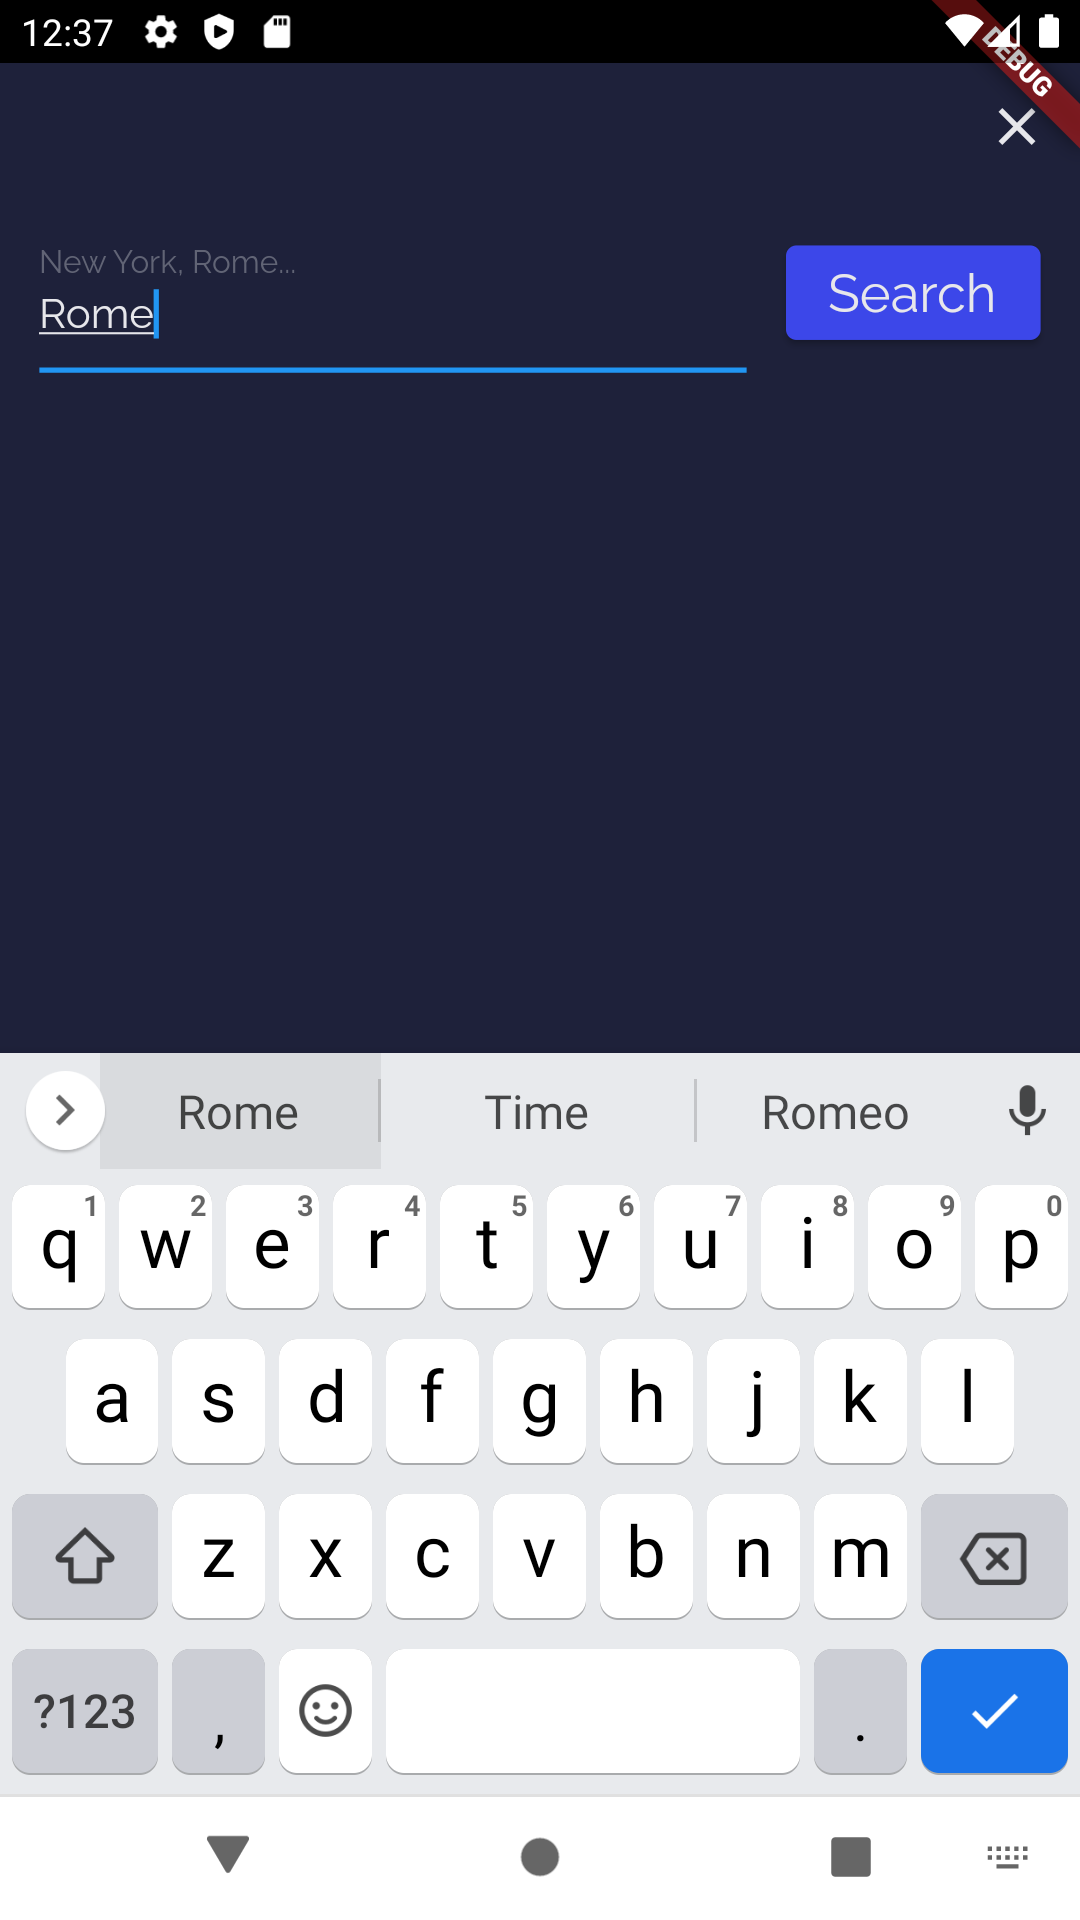 12:37
DEBUG
New York, Rome...
Rome
Search
Rome Time Romeo
1 2 3 4 5 6 7 8 9 0
q w e r t y u i o p
a s d f g h j k l
z x c v b n m
?123 , .